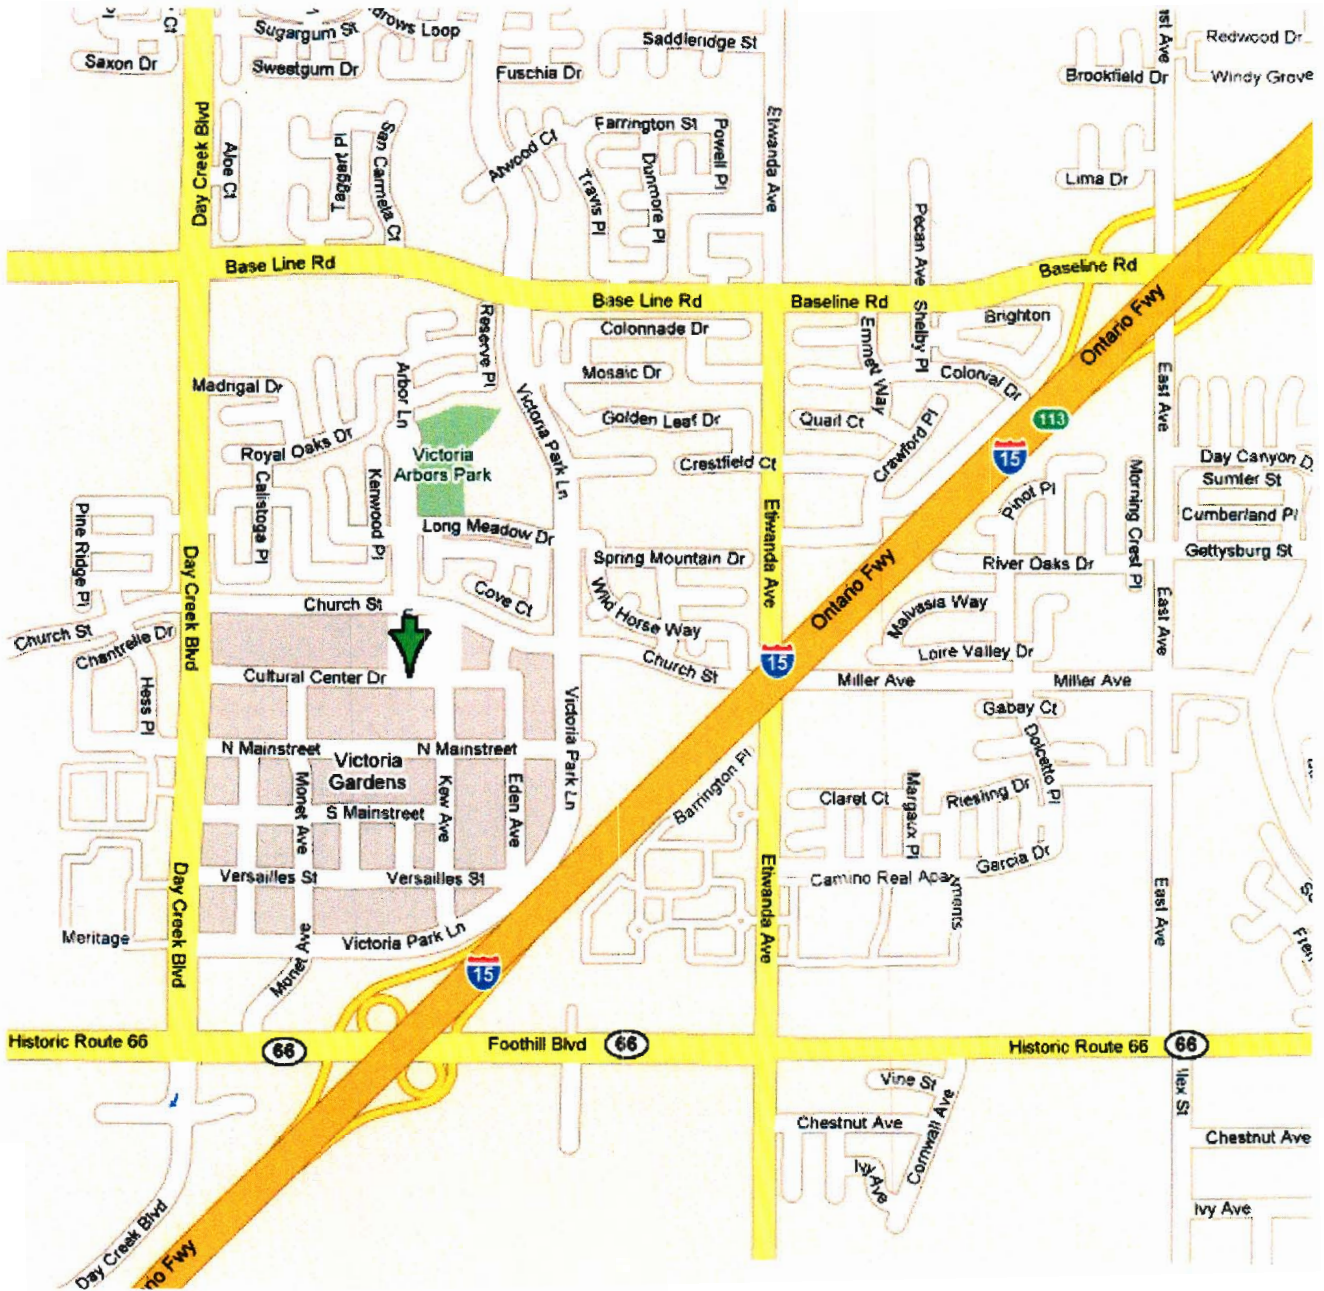 Ct
Sugargum St
drows Loop
Saxon Dr
Sweetgum Dr
Fuschia Dr
Saddleridge St
Redwood Dr
Brookfield Dr
Windy Grove
Day Creek Blvd
Aloe Ct
Taggart Pl
San Carmela Ct
Atwood Ct
Farrington St
Travis Pl
Dunmore Pl
Powell Pl
Etiwanda Ave
Lima Dr
Pecan Ave
Base Line Rd
Base Line Rd
Baseline Rd
Baseline Rd
Reserve Pl
Colonnade Dr
Emmett Way
Shelby Pl
Brighton
Ontario Fwy
Madrigal Dr
Arbor Ln
Mosaic Dr
Colonial Dr
East Ave
Victoria Park Ln
Golden Leaf Dr
Quail Ct
Crawford Pl
113
15
Royal Oaks Dr
Victoria
Arbors Park
Crestfield Ct
Day Canyon D
Sumter St
Calistoga Pl
Kenwood Pl
Pinot Pl
Morning Crest Pl
Cumberland Pl
Pine Ridge Pl
Long Meadow Dr
Etiwanda Ave
Gettysburg St
Day Creek Blvd
Spring Mountain Dr
Ontario Fwy
River Oaks Dr
Church St
Cove Ct
Wild Horse Way
Malvasia Way
East Ave
Church St
Chantrelle Dr
Church St
15
Loire Valley Dr
Cultural Center Dr
Miller Ave
Miller Ave
Hess Pl
Victoria Park Ln
Gabay Ct
Dolcetto Pl
N Mainstreet
N Mainstreet
Victoria
Gardens
Monet Ave
Kew Ave
Eden Ave
Barrington Pl
Claret Ct
Margaux Pl
Riesling Dr
S Mainstreet
Garcia Dr
Day Creek Blvd
Versailles St
Versailles St
Etiwanda Ave
Camino Real Apartments
East Ave
Meritage
Monet Ave
Victoria Park Ln
15
Historic Route 66
66
Foothill Blvd
66
Historic Route 66
66
Vine St
Cornwall Ave
Ilex St
Chestnut Ave
Chestnut Ave
Ivy Ave
Ivy Ave
Day Creek Blvd
rio Fwy